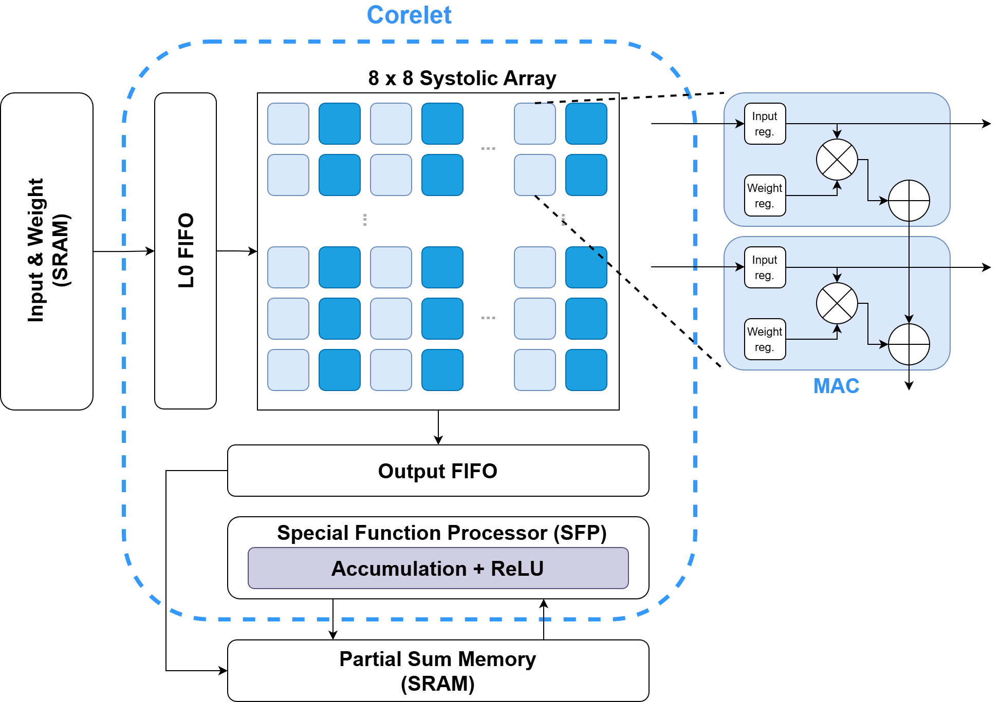 Corelet
8 x 8 Systolic Array
Input & Weight
(SRAM)
L0 FIFO
...
...
...
...
Input
reg.
Weight
reg.
Input
reg.
Weight
reg.
MAC
Output FIFO
Special Function Processor (SFP)
Accumulation + ReLU
Partial Sum Memory
(SRAM)